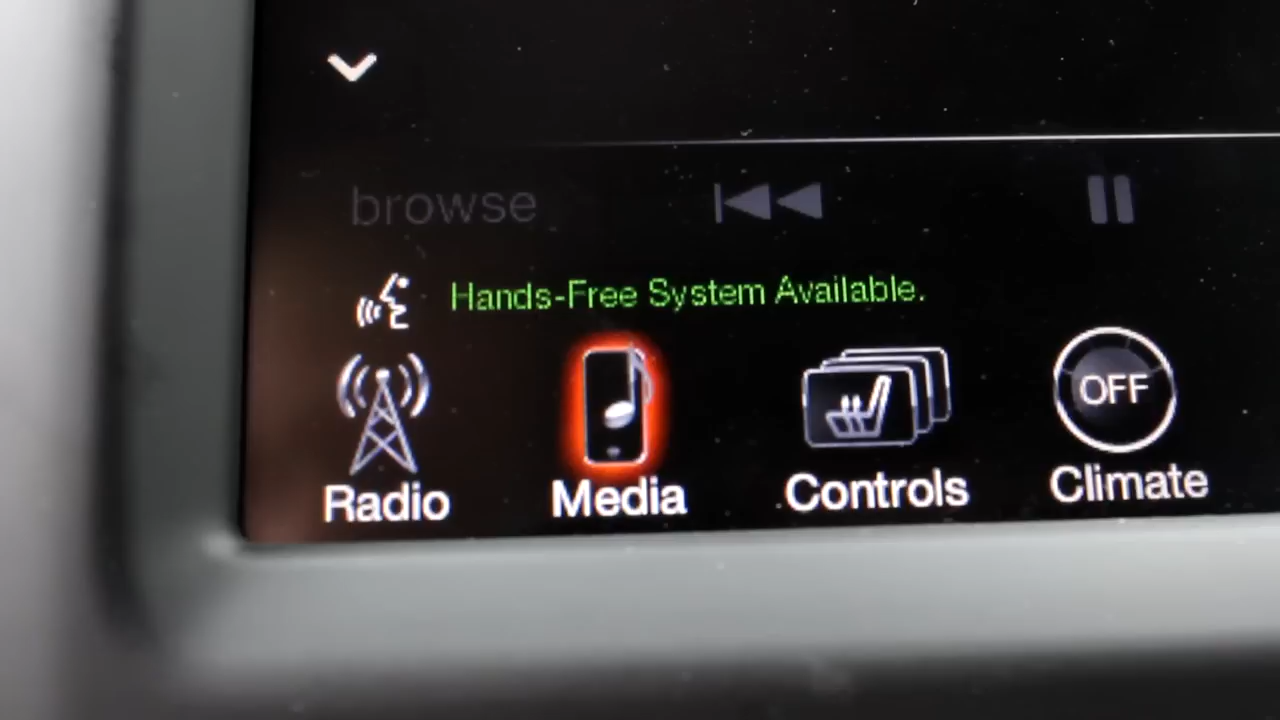 browse
Hands-Free System Available.
OFF
Radio Media Controls Climate